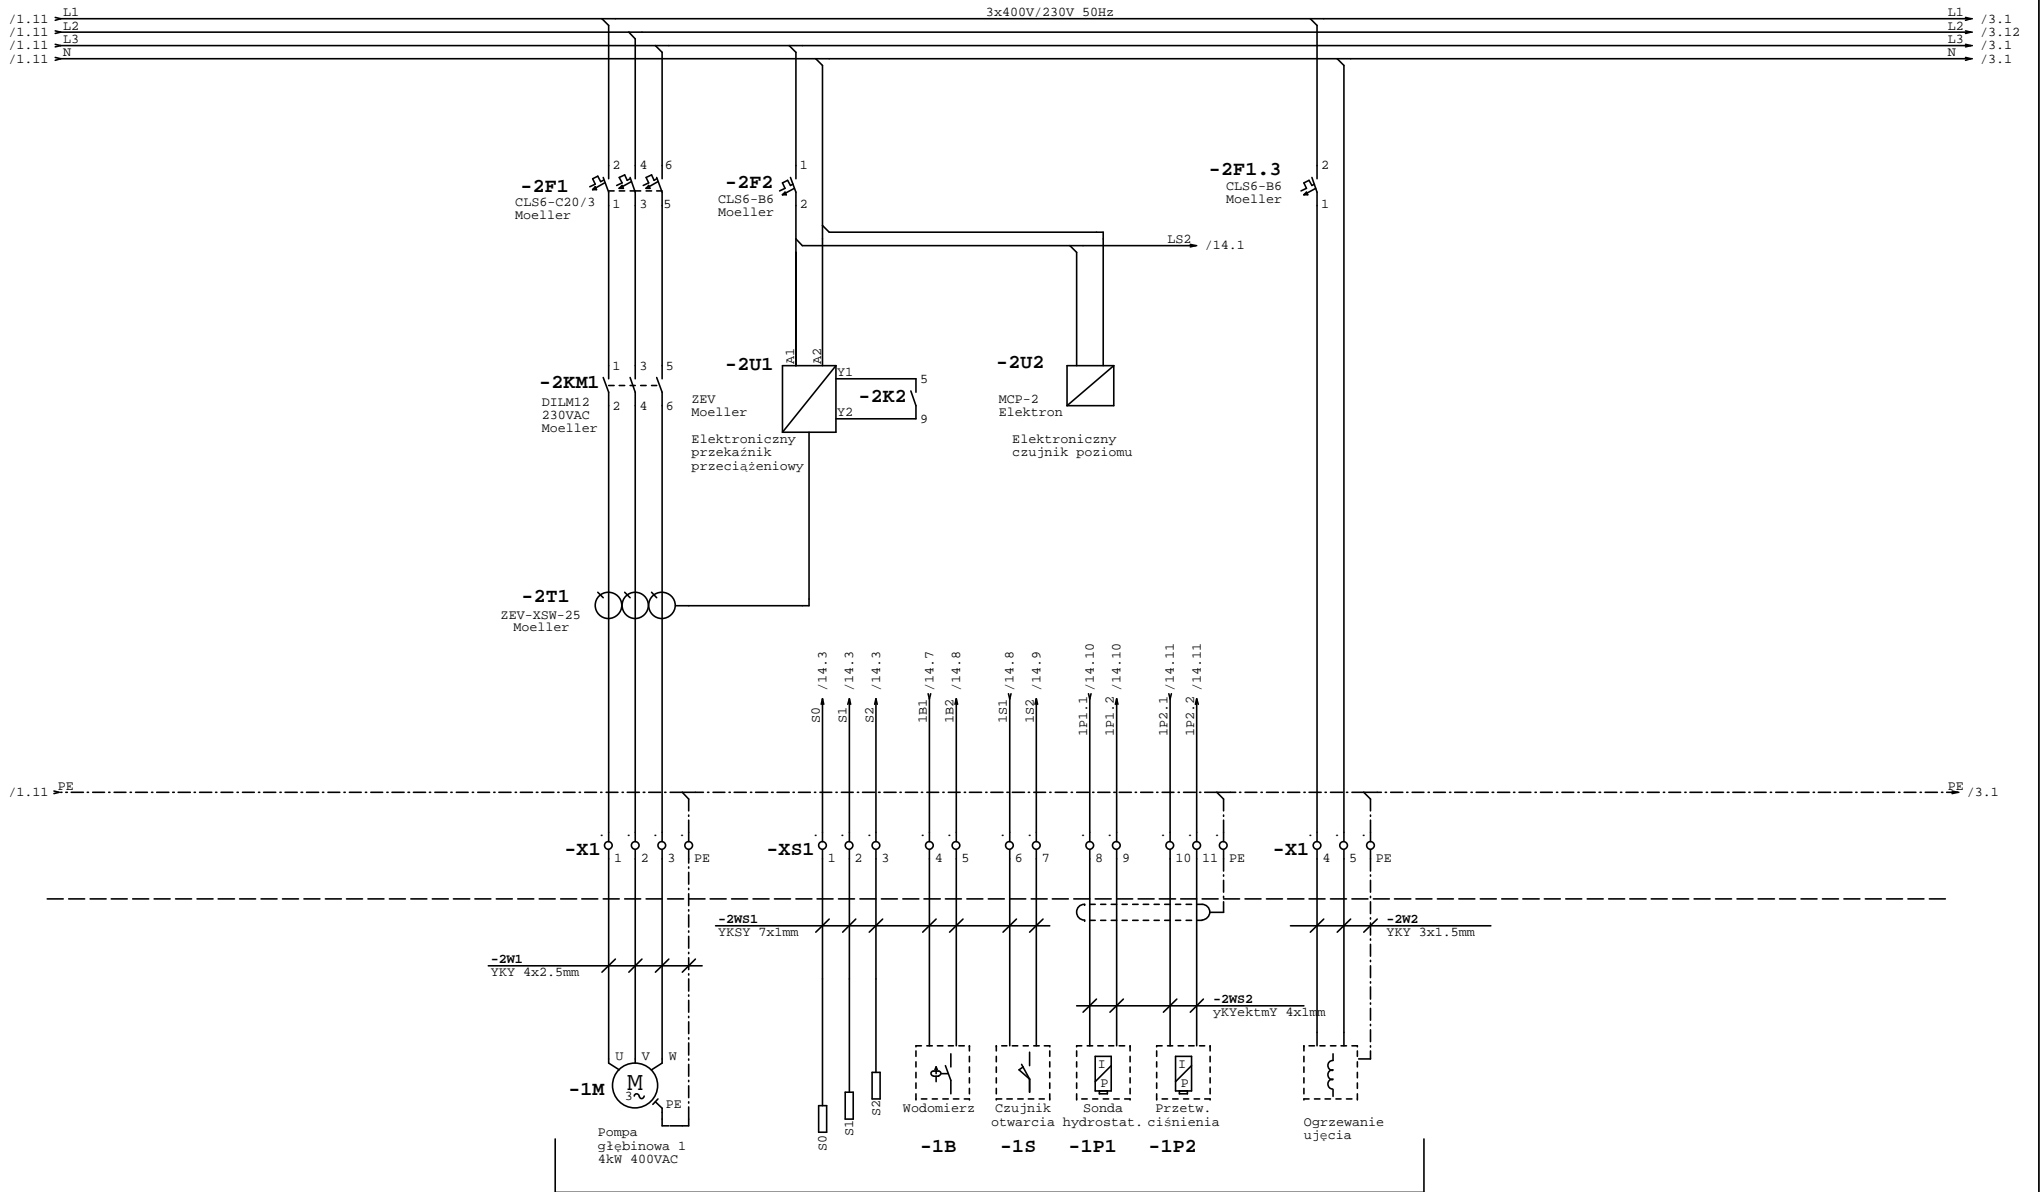 3x400V/230V 50Hz
/1.11 L1 L1 /3.1
/1.11 L2 L2 /3.12
/1.11 L3 L3 /3.1
/1.11 N N /3.1
2 4 6
-2F1
CLS6-C20/3
Moeller
1 3 5
1
-2F2
CLS6-B6
Moeller
2
2
-2F1.3
CLS6-B6
Moeller
1
LS2 /14.1
1 3 5
-2KM1
DILM12
230VAC
Moeller
2 4 6
A1 A2
-2U1
ZEV
Moeller
Elektroniczny
przekaźnik
przeciążeniowy
Y1 5
-2K2
Y2 9
-2U2
MCP-2
Elektron
Elektroniczny
czujnik poziomu
-2T1
ZEV-XSW-25
Moeller
S0 /14.3
S1 /14.3
S2 /14.3
1B1 /14.7
1B2 /14.8
1S1 /14.8
1S2 /14.9
1P1.1 /14.10
1P1.2 /14.10
1P2.1 /14.11
1P2.2 /14.11
/1.11 PE PE /3.1
-X1 1 2 3 PE
-XS1 1 2 3 4 5 6 7 8 9 10 11 PE
-X1 4 5 PE
-2WS1
YKSY 7x1mm
-2W2
YKY 3x1.5mm
-2W1
YKY 4x2.5mm
-2WS2
yKYektmY 4x1mm
U V W
-1M
M
3~
PE
Pompa
głębinowa 1
4kW 400VAC
S0
S1
S2
Wodomierz
-1B
Czujnik
otwarcia
-1S
I
P
Sonda
hydrostat.
-1P1
I
P
Przetw.
ciśnienia
-1P2
Ogrzewanie
ujęcia